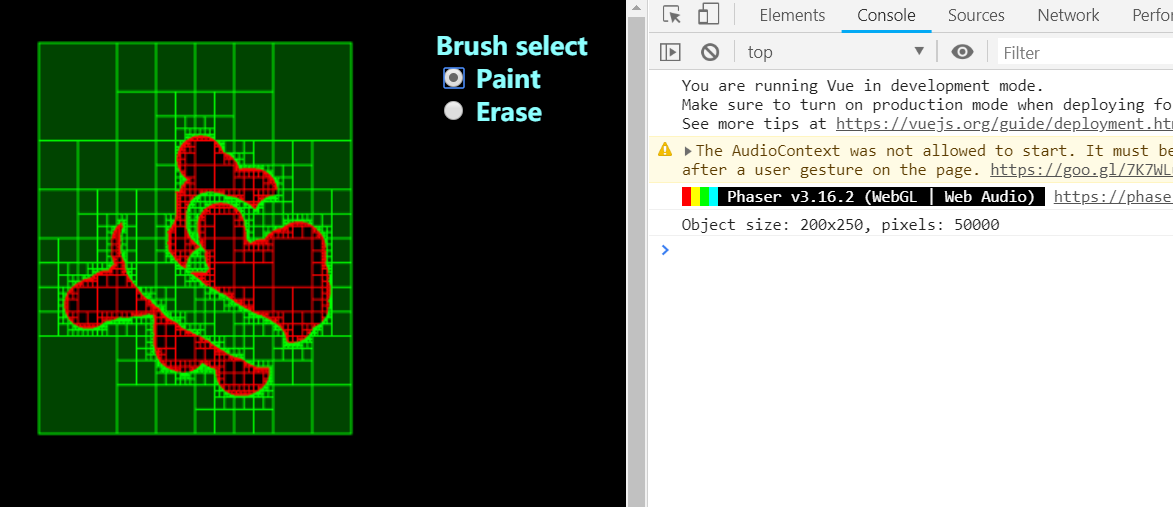 Brush select
Paint
Erase
Elements Console Sources Network
top Filter
You are running Vue in development mode.
Make sure to turn on production mode when deploying
See more tips at https://vuejs.org/guide/deployment.htm
The AudioContext was not allowed to start. It must be
after a user gesture on the page. https://goo.gl/7K7WL
Phaser v3.16.2 (WebGL | Web Audio) https://phase
Object size: 200x250, pixels: 50000